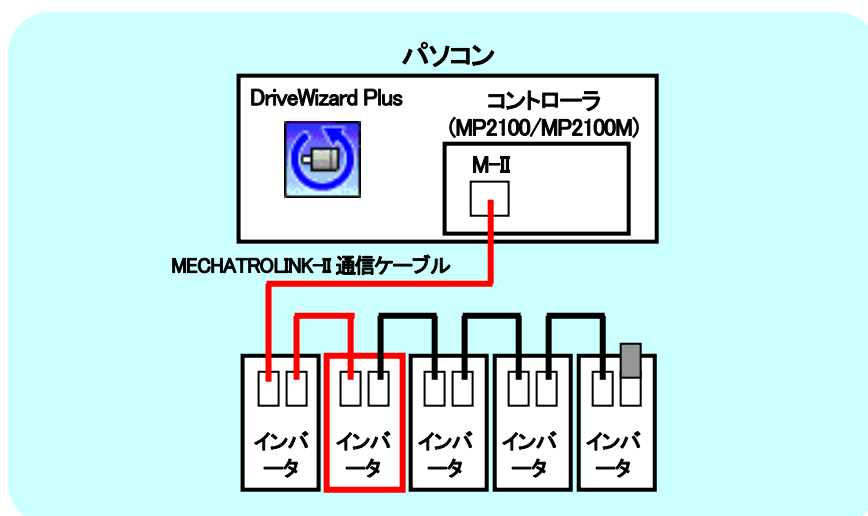 パソコン
DriveWizard Plus
コントローラ
(MP2100/MP2100M)
M-Ⅱ
MECHATROLINK-Ⅱ 通信ケーブル
インバ
ータ
インバ
ータ
インバ
ータ
インバ
ータ
インバ
ータ